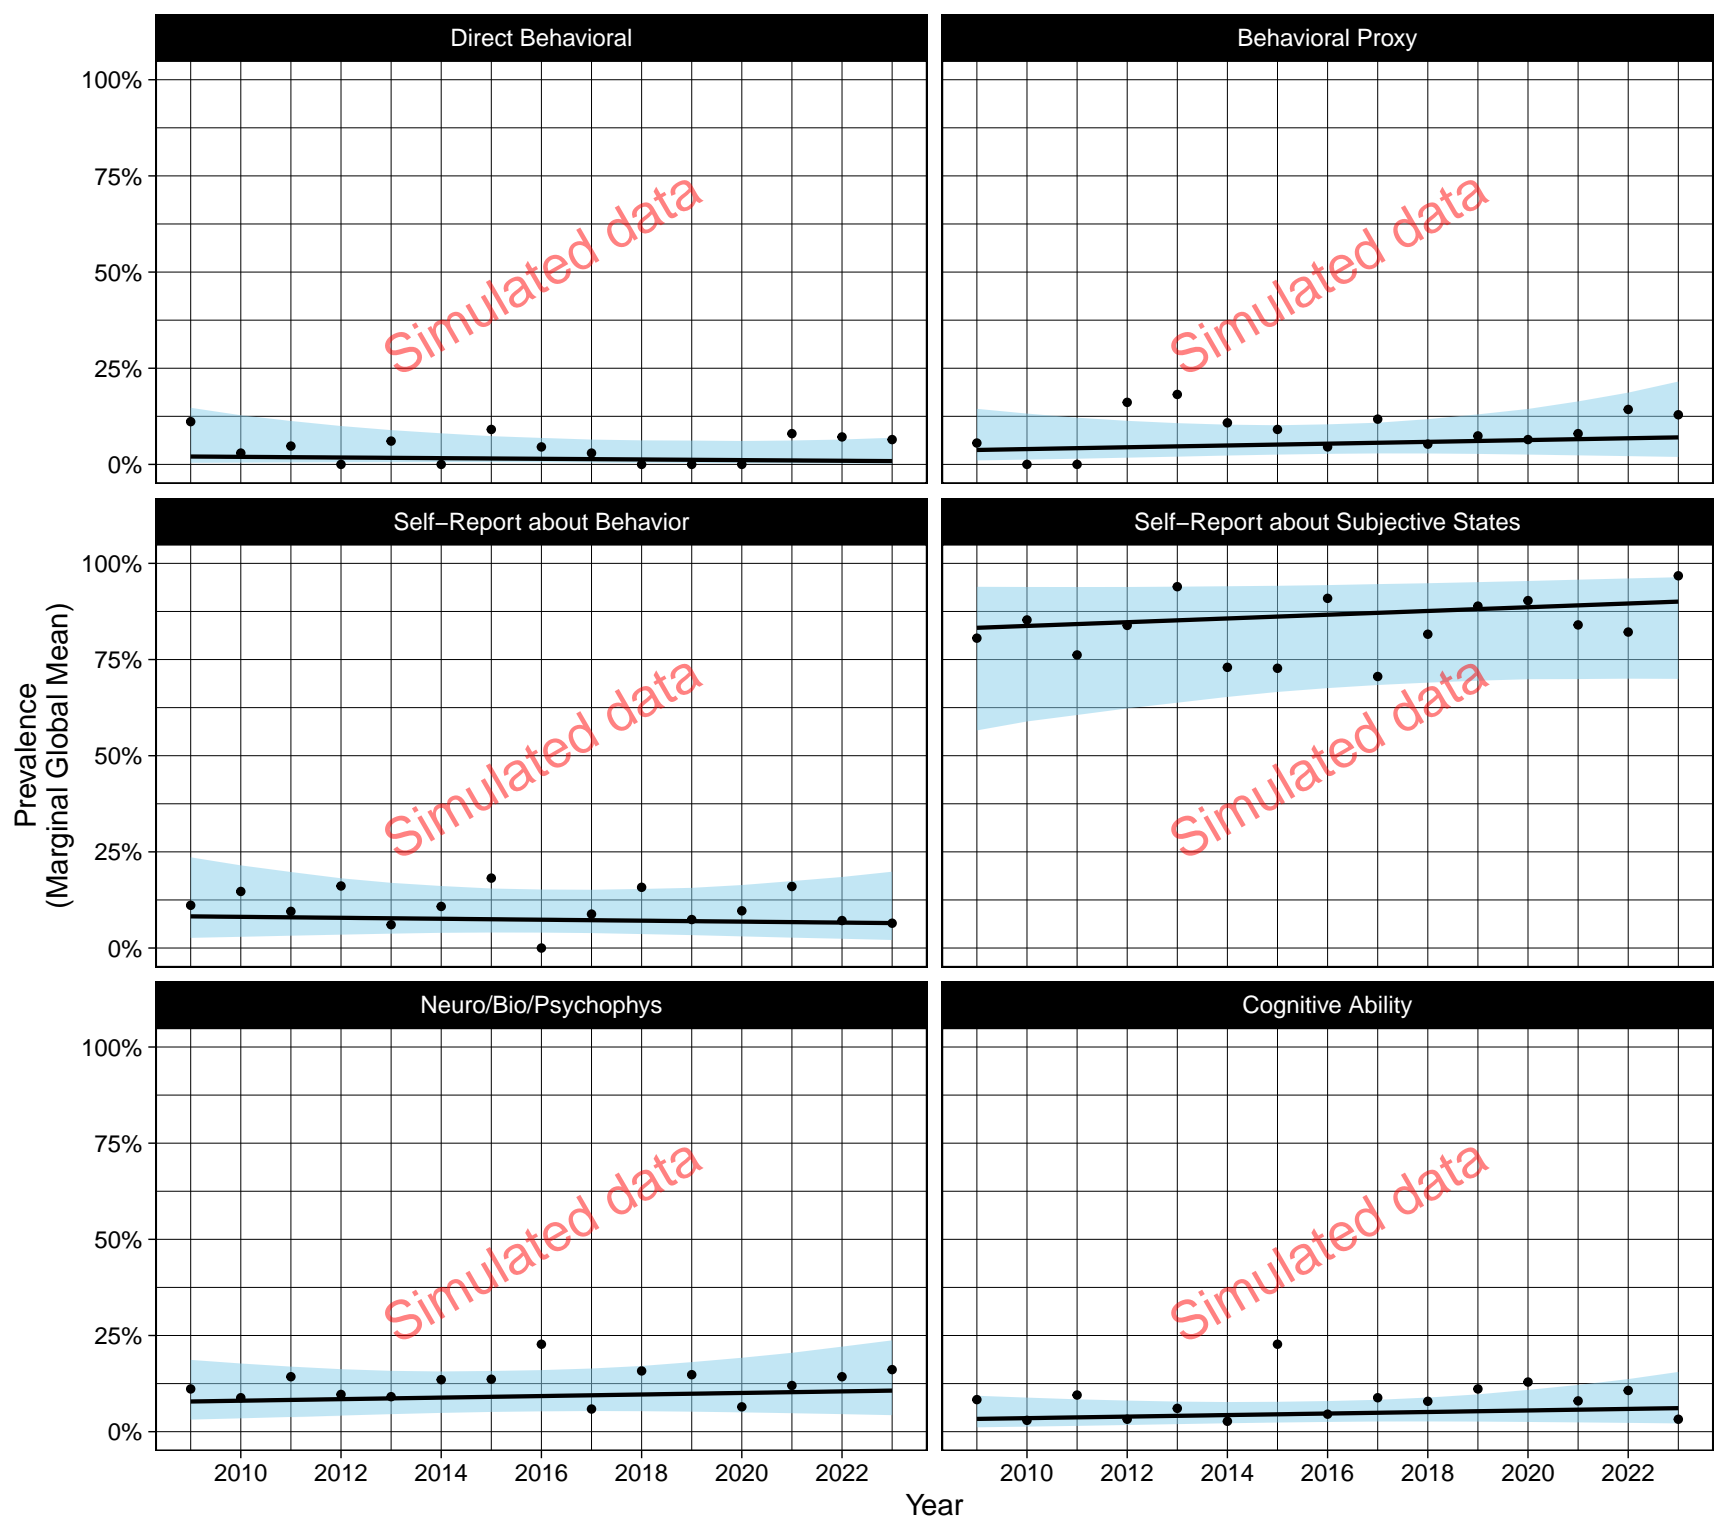 Direct Behavioral
Behavioral Proxy
100%
75%
50%
25%
0%
Simulated data
Simulated data
Self−Report about Behavior
Self−Report about Subjective States
100%
75%
50%
25%
0%
Simulated data
Simulated data
Prevalence
(Marginal Global Mean)
Neuro/Bio/Psychophys
Cognitive Ability
100%
75%
50%
25%
0%
Simulated data
Simulated data
2010 2012 2014 2016 2018 2020 2022
2010 2012 2014 2016 2018 2020 2022
Year